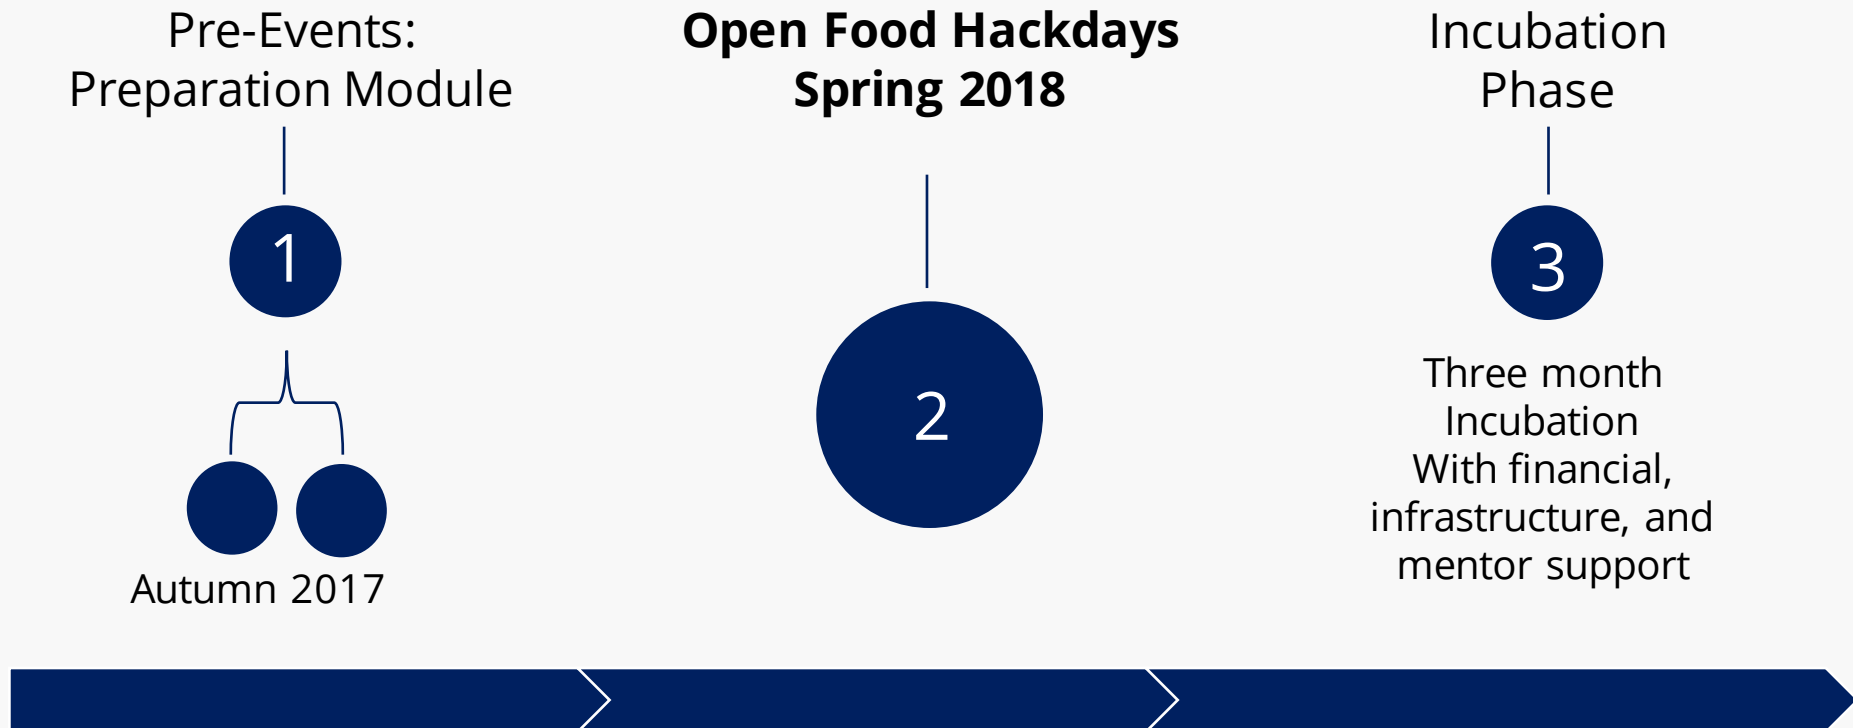 Pre-Events:
Preparation Module
1
Autumn 2017
Open Food Hackdays
Spring 2018
2
Incubation
Phase
3
Three month
Incubation
With financial,
infrastructure, and
mentor support